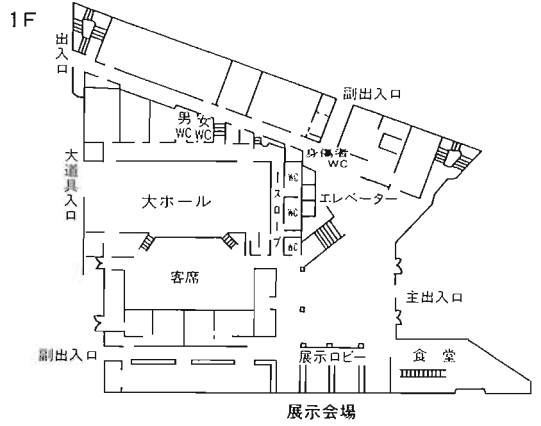 1F
出入口
副出入口
男 女
WC WC
身傷者
WC
大道具入口
大ホール
スロープ
WC
WC
WC
エレベーター
客席
主出入口
副出入口
展示ロビー
食堂
展示会場